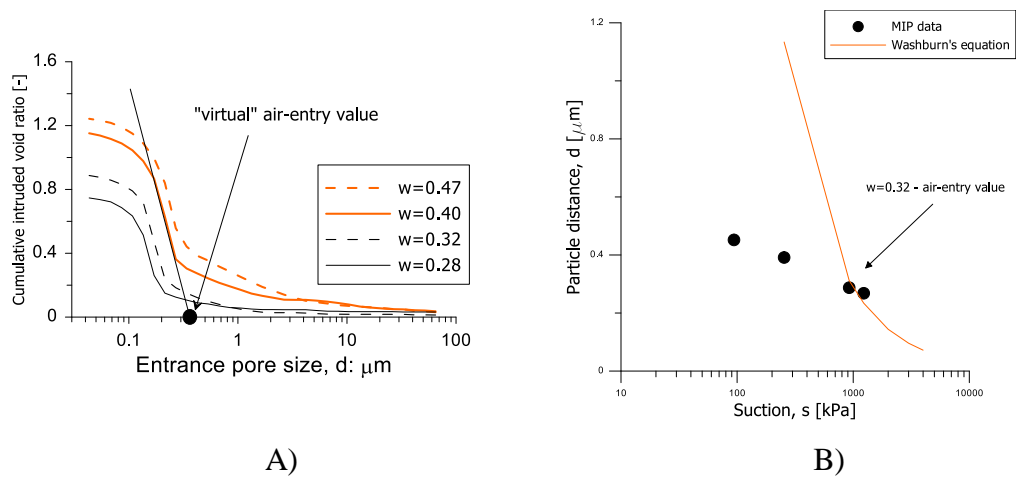 1.6
1.2
0.8
0.4
0
0.1
1
10
100
Cumulative intruded void ratio [-]
Entrance pore size, d: μm
"virtual" air-entry value
w=0.47
w=0.40
w=0.32
w=0.28
A)
1.2
0.8
0.4
0
10
100
1000
10000
Particle distance, d [μm]
Suction, s [kPa]
MIP data
Washburn's equation
w=0.32 - air-entry value
B)